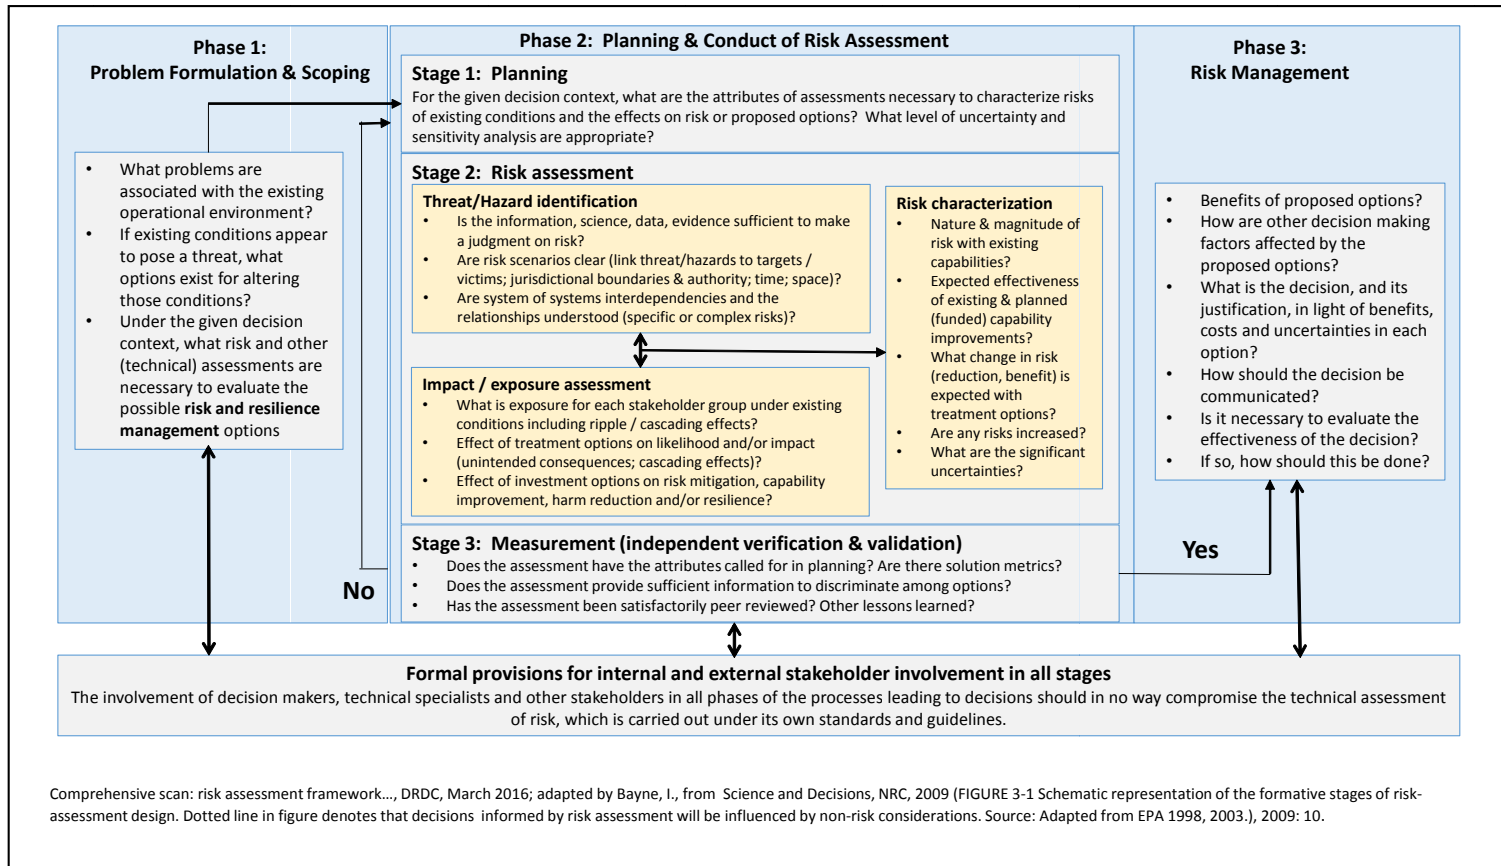 Phase 1:
Problem Formulation & Scoping
• What problems are
associated with the existing
operational environment?
• If existing conditions appear
to pose a threat, what
options exist for altering
those conditions?
• Under the given decision
context, what risk and other
(technical) assessments are
necessary to evaluate the
possible risk and resilience
management options
Phase 2: Planning & Conduct of Risk Assessment
Stage 1: Planning
For the given decision context, what are the attributes of assessments necessary to characterize risks
of existing conditions and the effects on risk or proposed options? What level of uncertainty and
sensitivity analysis are appropriate?
Stage 2: Risk assessment
Threat/Hazard identification
• Is the information, science, data, evidence sufficient to make
a judgment on risk?
• Are risk scenarios clear (link threat/hazards to targets /
victims; jurisdictional boundaries & authority; time; space)?
• Are system of systems interdependencies and the
relationships understood (specific or complex risks)?
Impact / exposure assessment
• What is exposure for each stakeholder group under existing
conditions including ripple / cascading effects?
• Effect of treatment options on likelihood and/or impact
(unintended consequences; cascading effects)?
• Effect of investment options on risk mitigation, capability
improvement, harm reduction and/or resilience?
Risk characterization
• Nature & magnitude of
risk with existing
capabilities?
• Expected effectiveness
of existing & planned
(funded) capability
improvements?
• What change in risk
(reduction, benefit) is
expected with
treatment options?
• Are any risks increased?
• What are the significant
uncertainties?
Stage 3: Measurement (independent verification & validation)
• Does the assessment have the attributes called for in planning? Are there solution metrics?
• Does the assessment provide sufficient information to discriminate among options?
• Has the assessment been satisfactorily peer reviewed? Other lessons learned?
No
Yes
Phase 3:
Risk Management
• Benefits of proposed options?
• How are other decision making
factors affected by the
proposed options?
• What is the decision, and its
justification, in light of benefits,
costs and uncertainties in each
option?
• How should the decision be
communicated?
• Is it necessary to evaluate the
effectiveness of the decision?
• If so, how should this be done?
Formal provisions for internal and external stakeholder involvement in all stages
The involvement of decision makers, technical specialists and other stakeholders in all phases of the processes leading to decisions should in no way compromise the technical assessment
of risk, which is carried out under its own standards and guidelines.
Comprehensive scan: risk assessment framework…, DRDC, March 2016; adapted by Bayne, I., from Science and Decisions, NRC, 2009 (FIGURE 3-1 Schematic representation of the formative stages of risk-
assessment design. Dotted line in figure denotes that decisions informed by risk assessment will be influenced by non-risk considerations. Source: Adapted from EPA 1998, 2003.), 2009: 10.